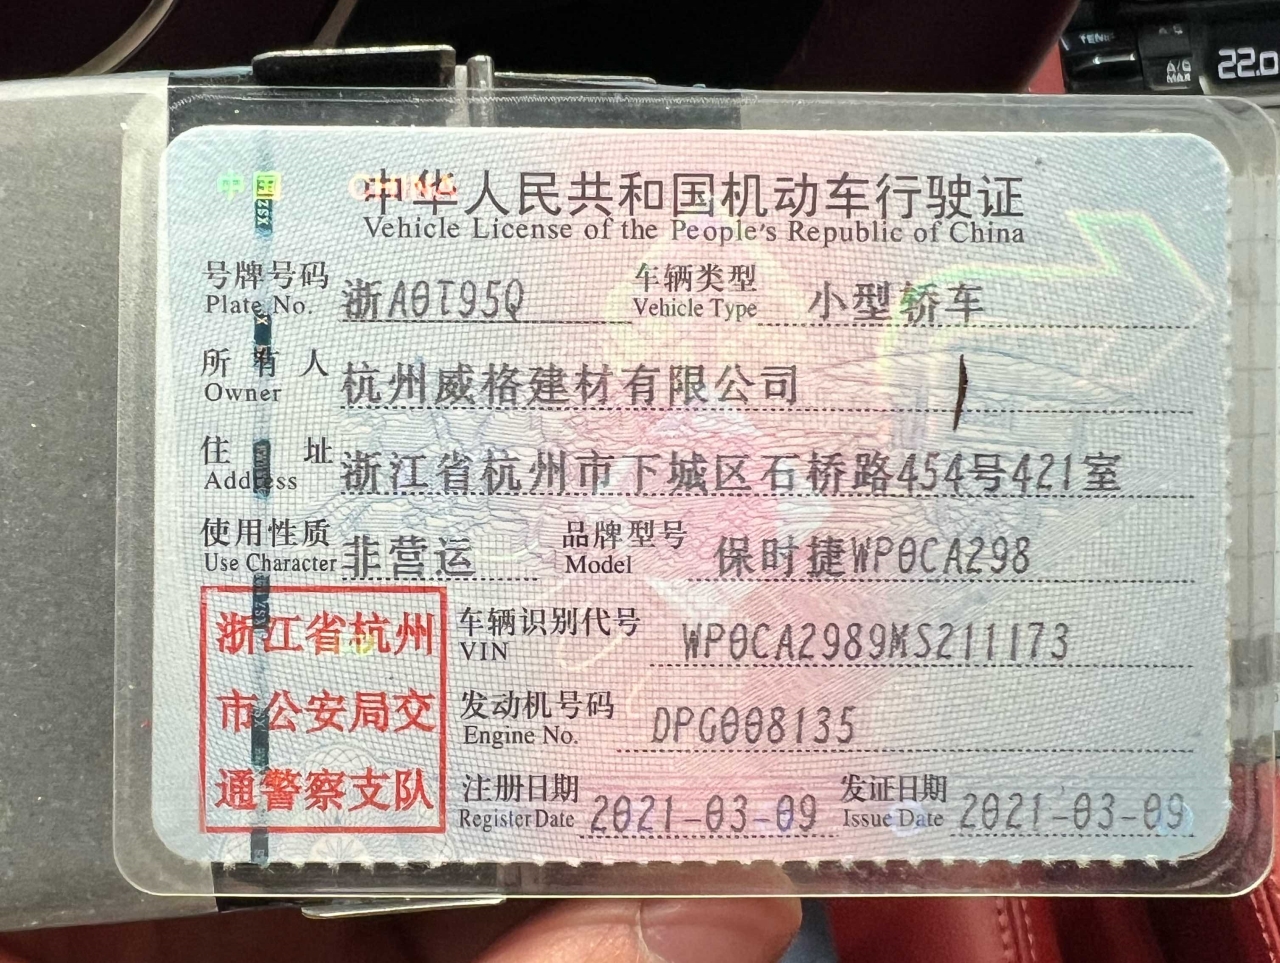 TEMP
A/C
A/C MAX
22.0
中国 CHINA
中华人民共和国机动车行驶证
Vehicle License of the People's Republic of China
号牌号码 浙A0T95Q 车辆类型 小型轿车
Plate No. Vehicle Type
所有人 杭州威格建材有限公司
Owner
住址 浙江省杭州市下城区石桥路454号421室
Address
使用性质 非营运 品牌型号 保时捷WP0CA298
Use Character Model
浙江省杭州
市公安局交
通警察支队
车辆识别代号 WP0CA2989MS211173
VIN
发动机号码 DPG008135
Engine No.
注册日期 2021-03-09 发证日期 2021-03-09
Register Date Issue Date